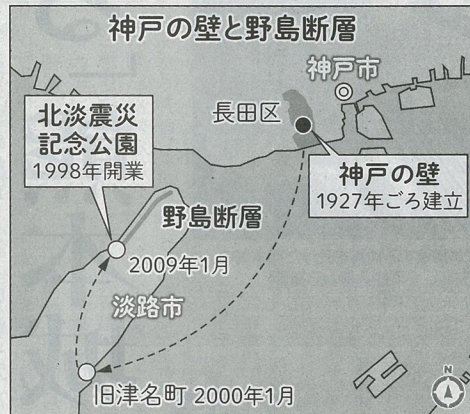 神戸の壁と野島断層
神戸市
長田区
北淡震災
記念公園
1998年開業
神戸の壁
1927年ごろ建立
野島断層
2009年1月
淡路市
旧津名町 2000年1月
N